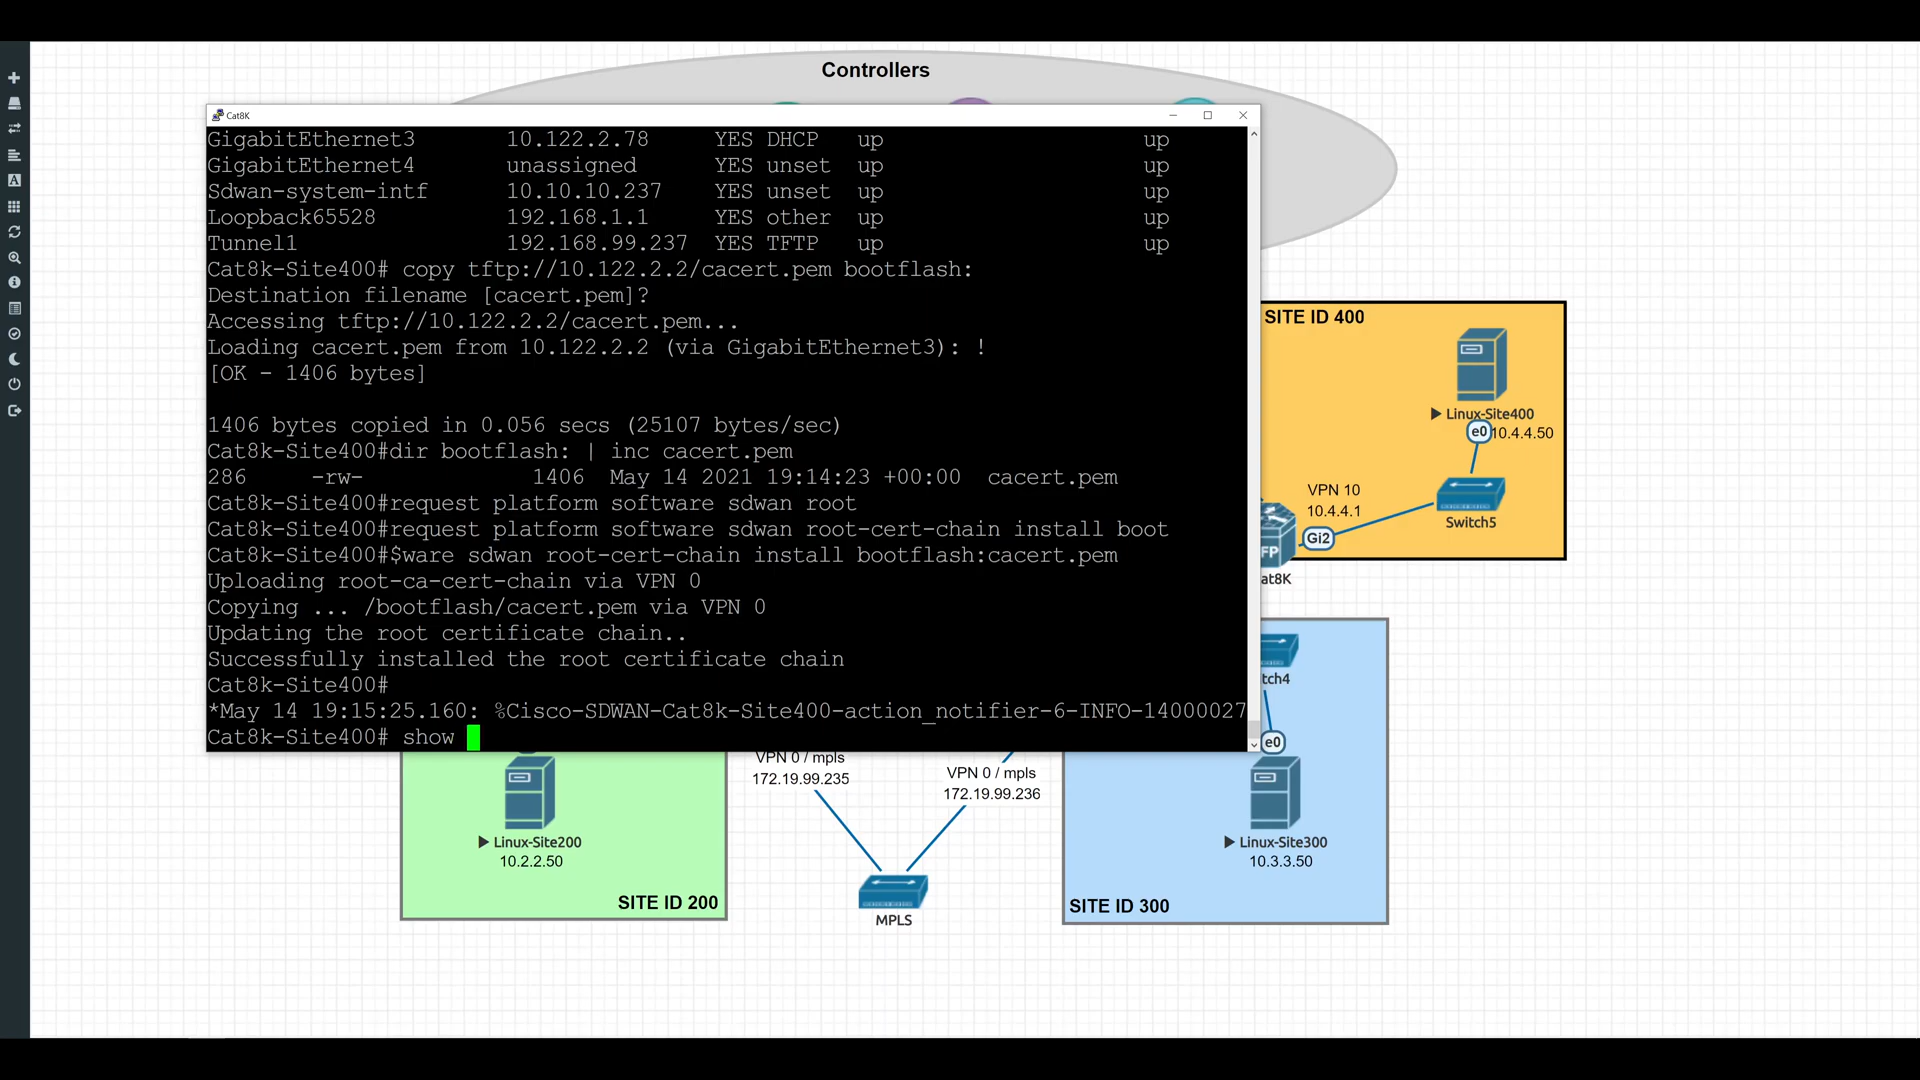 Controllers
Cat8K
GigabitEthernet3 10.122.2.78 YES DHCP up up
GigabitEthernet4 unassigned YES unset up up
Sdwan-system-intf 10.10.10.237 YES unset up up
Loopback65528 192.168.1.1 YES other up up
Tunnel1 192.168.99.237 YES TFTP up up
Cat8k-Site400# copy tftp://10.122.2.2/cacert.pem bootflash:
Destination filename [cacert.pem]?
Accessing tftp://10.122.2.2/cacert.pem...
Loading cacert.pem from 10.122.2.2 (via GigabitEthernet3): !
[OK - 1406 bytes]
1406 bytes copied in 0.056 secs (25107 bytes/sec)
Cat8k-Site400#dir bootflash: | inc cacert.pem
286 -rw- 1406 May 14 2021 19:14:23 +00:00 cacert.pem
Cat8k-Site400#request platform software sdwan root
Cat8k-Site400#request platform software sdwan root-cert-chain install boot
Cat8k-Site400#$ware sdwan root-cert-chain install bootflash:cacert.pem
Uploading root-ca-cert-chain via VPN 0
Copying ... /bootflash/cacert.pem via VPN 0
Updating the root certificate chain..
Successfully installed the root certificate chain
Cat8k-Site400#
*May 14 19:15:25.160: %Cisco-SDWAN-Cat8k-Site400-action_notifier-6-INFO-14000027
Cat8k-Site400# show
SITE ID 400
Linux-Site400
e0 10.4.4.50
VPN 10
10.4.4.1
Switch5
Gi2
FP
at8K
tch4
e0
VPN 0 / mpls
172.19.99.235
VPN 0 / mpls
172.19.99.236
Linux-Site200
10.2.2.50
SITE ID 200
MPLS
Linux-Site300
10.3.3.50
SITE ID 300